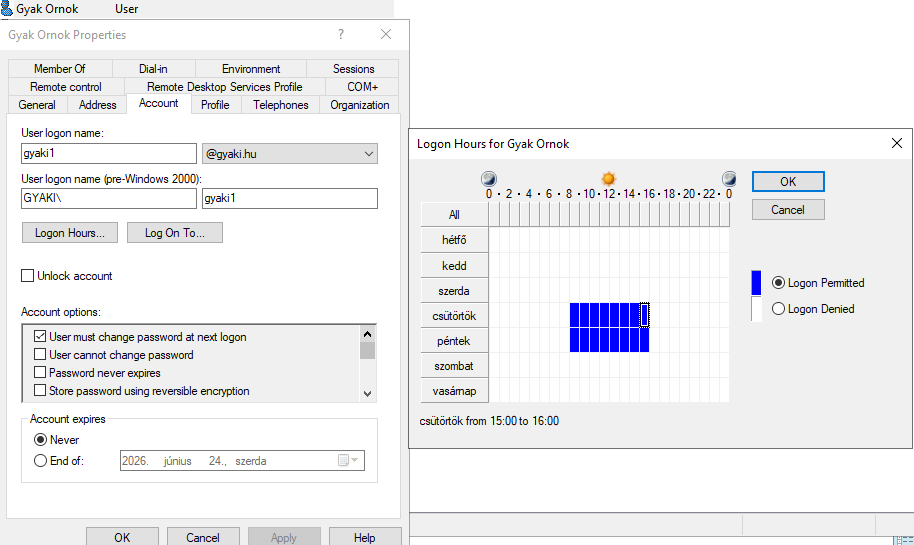 Gyak Ornok User
Gyak Ornok Properties ?
Member Of Dial-in Environment Sessions
Remote control Remote Desktop Services Profile COM+
General Address Account Profile Telephones Organization
User logon name:
gyaki1 @gyaki.hu
User logon name (pre-Windows 2000):
GYAKI\ gyaki1
Logon Hours... Log On To...
Unlock account
Account options:
User must change password at next logon
User cannot change password
Password never expires
Store password using reversible encryption
Account expires
Never
End of: 2026. június 24., szerda
OK Cancel Apply Help
Logon Hours for Gyak Ornok
0 · 2 · 4 · 6 · 8 · 10 · 12 · 14 · 16 · 18 · 20 · 22 · 0
All
hétfő
kedd
szerda
csütörtök
péntek
szombat
vasárnap
OK
Cancel
Logon Permitted
Logon Denied
csütörtök from 15:00 to 16:00